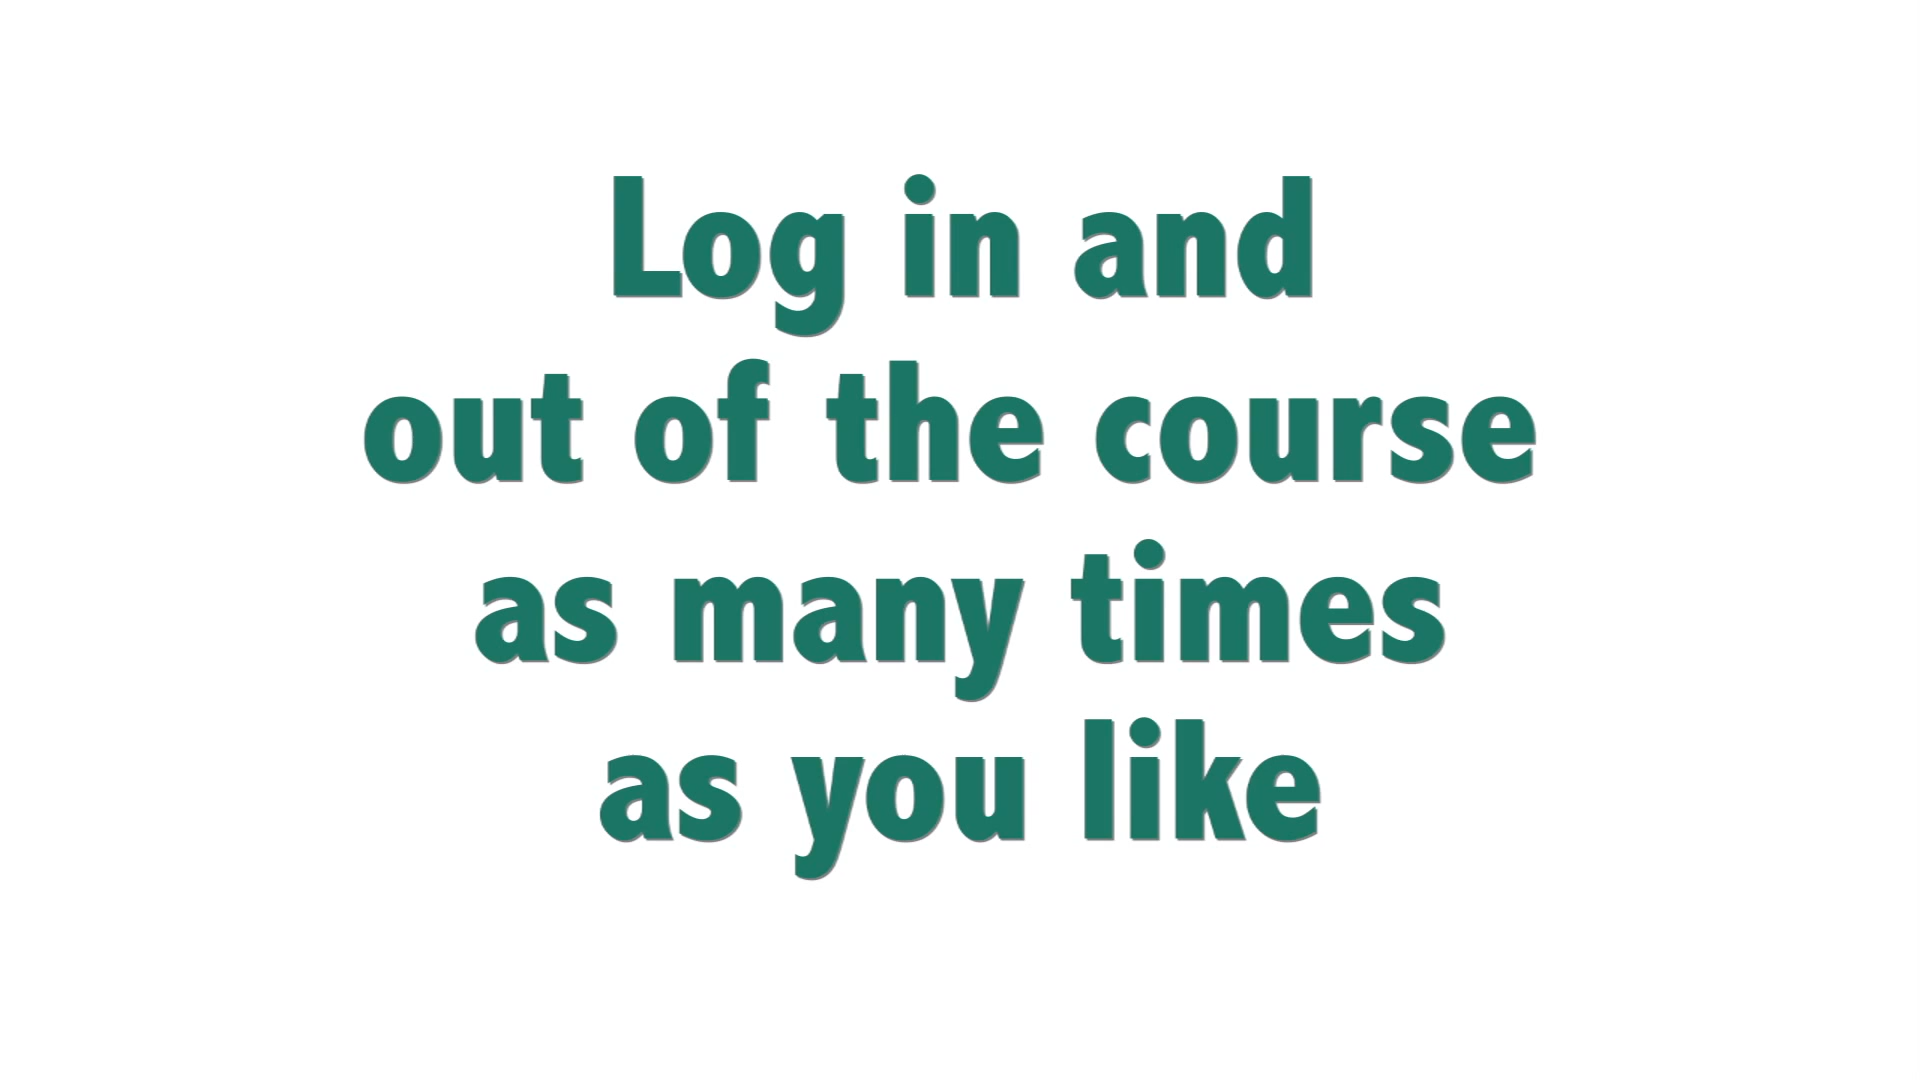 Log in and
out of the course
as many times
as you like